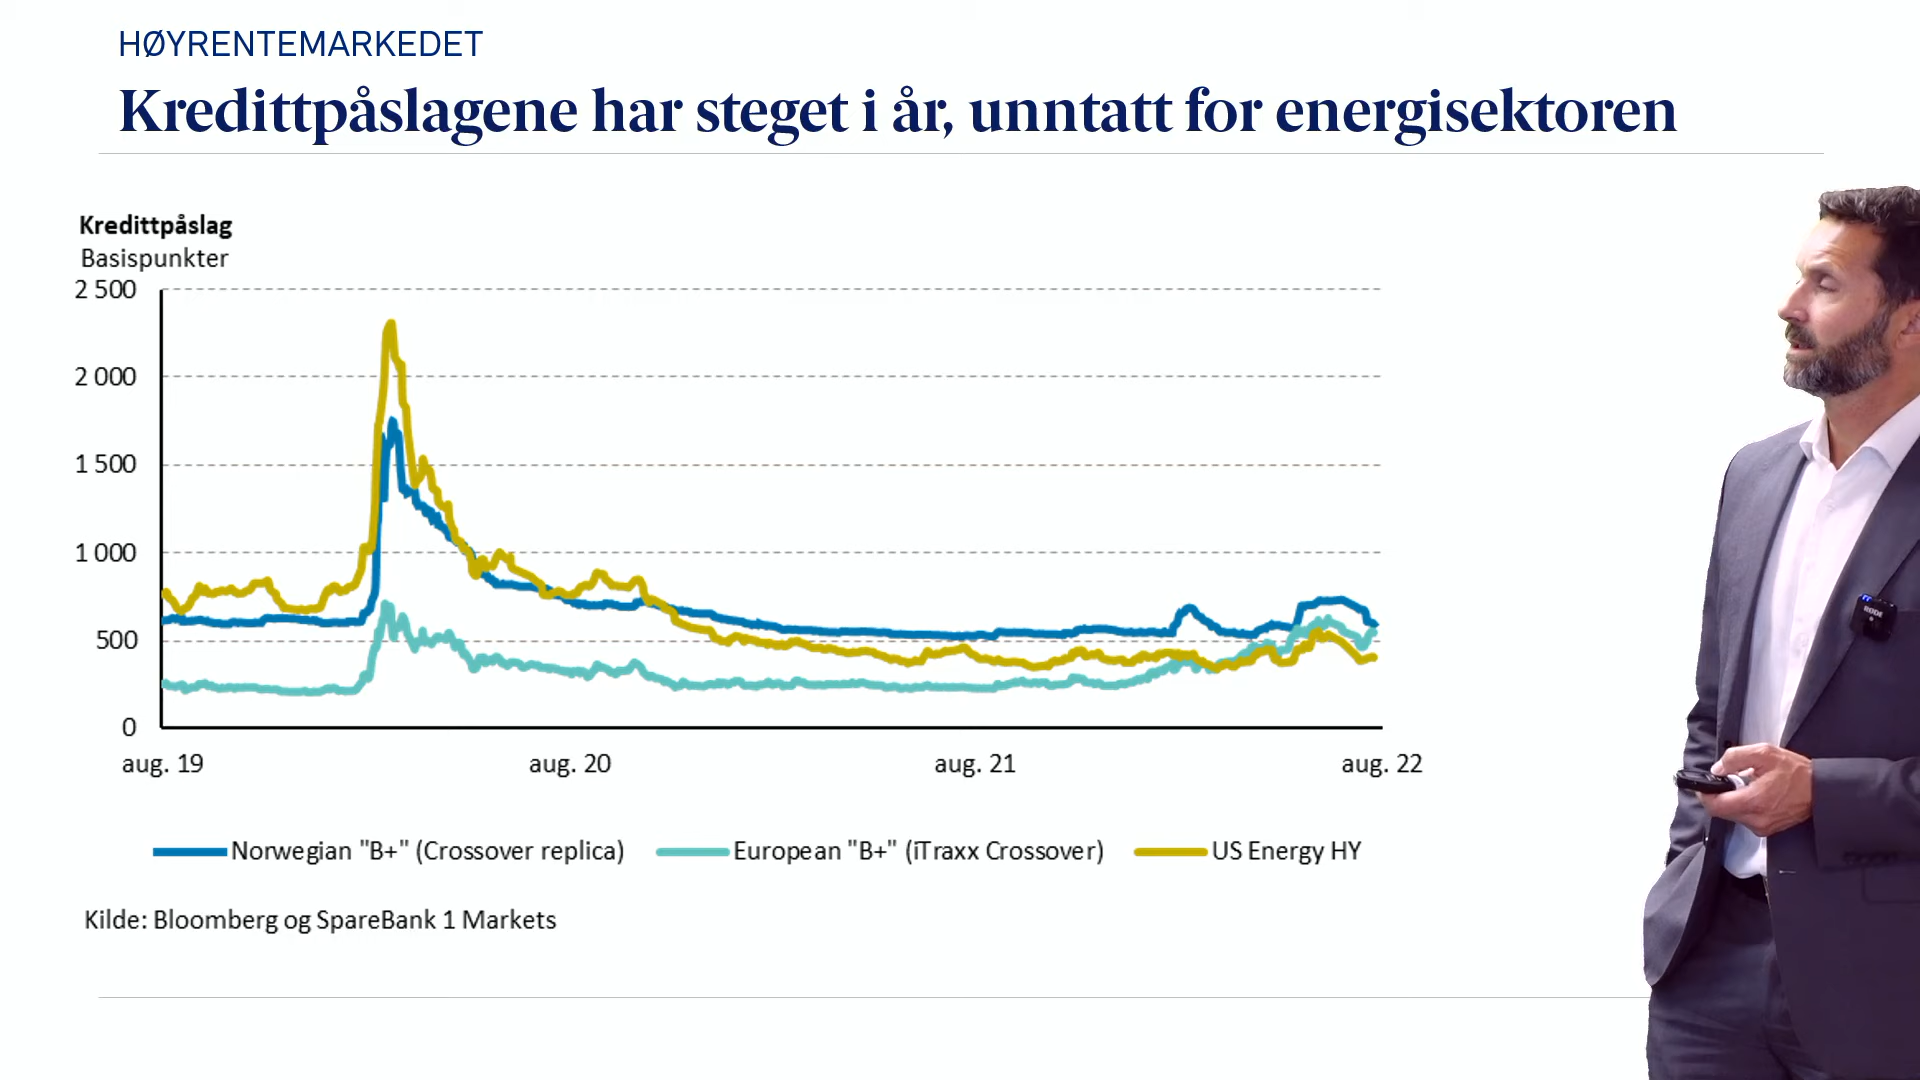 HØYRENTEMARKEDET
Kredittpåslagene har steget i år, unntatt for energisektoren
Kredittpåslag
Basispunkter
2 500
2 000
1 500
1 000
500
0
aug. 19 aug. 20 aug. 21 aug. 22
Norwegian "B+" (Crossover replica) European "B+" (iTraxx Crossover) US Energy HY
Kilde: Bloomberg og SpareBank 1 Markets
RØDE